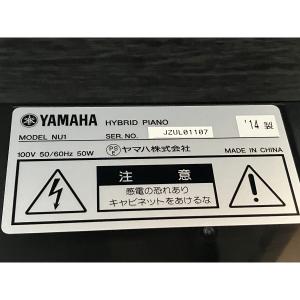 YAMAHA HYBRID PIANO '14 製
MODEL NU1 SER NO. JZUL01107
100V 50/60Hz 50W PSE ヤマハ株式会社 MADE IN CHINA
注 意
感電の恐れあり
キャビネットをあけるな